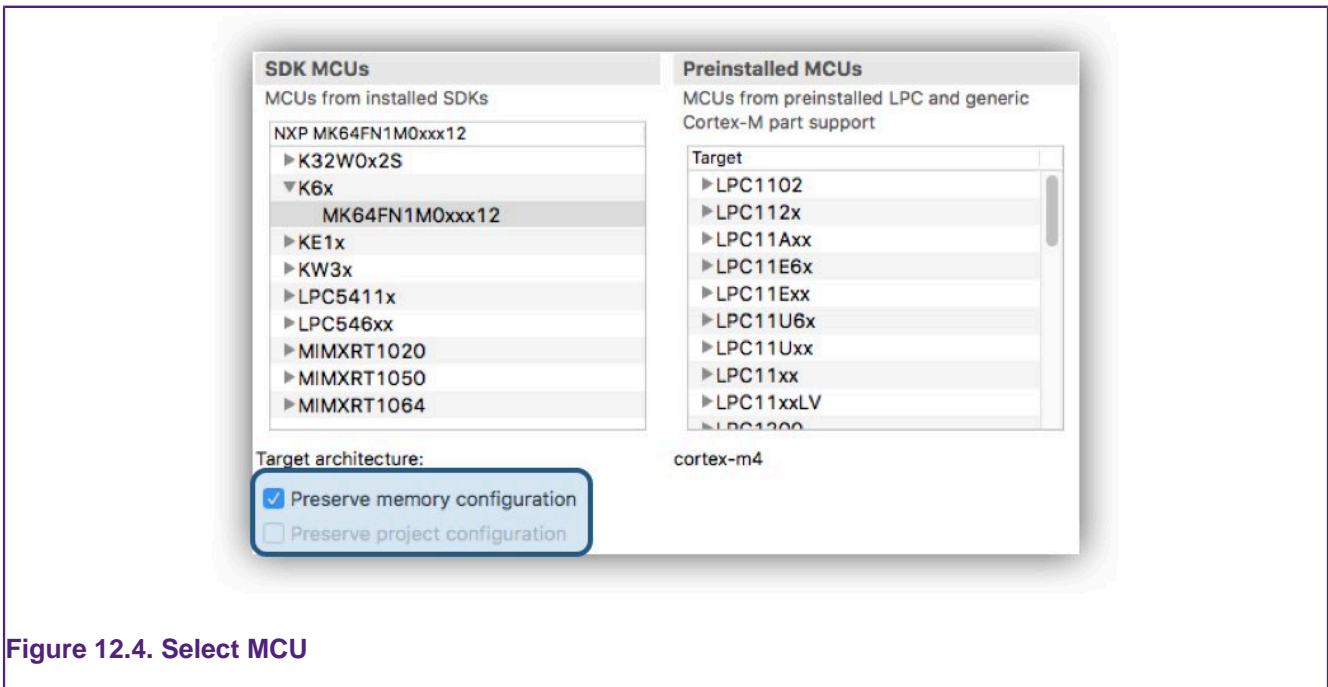 SDK MCUs
MCUs from installed SDKs
NXP MK64FN1M0xxx12
K32W0x2S
K6x
MK64FN1M0xxx12
KE1x
KW3x
LPC5411x
LPC546xx
MIMXRT1020
MIMXRT1050
MIMXRT1064
Preinstalled MCUs
MCUs from preinstalled LPC and generic
Cortex-M part support
Target
LPC1102
LPC112x
LPC11Axx
LPC11E6x
LPC11Exx
LPC11U6x
LPC11Uxx
LPC11xx
LPC11xxLV
Target architecture:
cortex-m4
Preserve memory configuration
Preserve project configuration
Figure 12.4. Select MCU